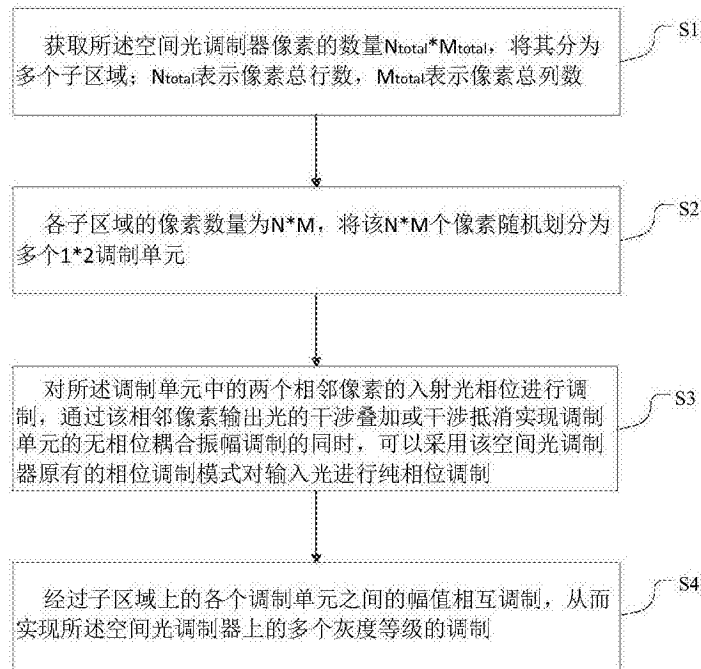 获取所述空间光调制器像素的数量Ntotal*Mtotal，将其分为
多个子区域；Ntotal表示像素总行数，Mtotal表示像素总列数
S1
各子区域的像素数量为N*M，将该N*M个像素随机划分为
多个1*2调制单元
S2
对所述调制单元中的两个相邻像素的入射光相位进行调
制，通过该相邻像素输出光的干涉叠加或干涉抵消实现调制
单元的无相位耦合振幅调制的同时，可以采用该空间光调制
器原有的相位调制模式对输入光进行纯相位调制
S3
经过子区域上的各个调制单元之间的幅值相互调制，从而
实现所述空间光调制器上的多个灰度等级的调制
S4